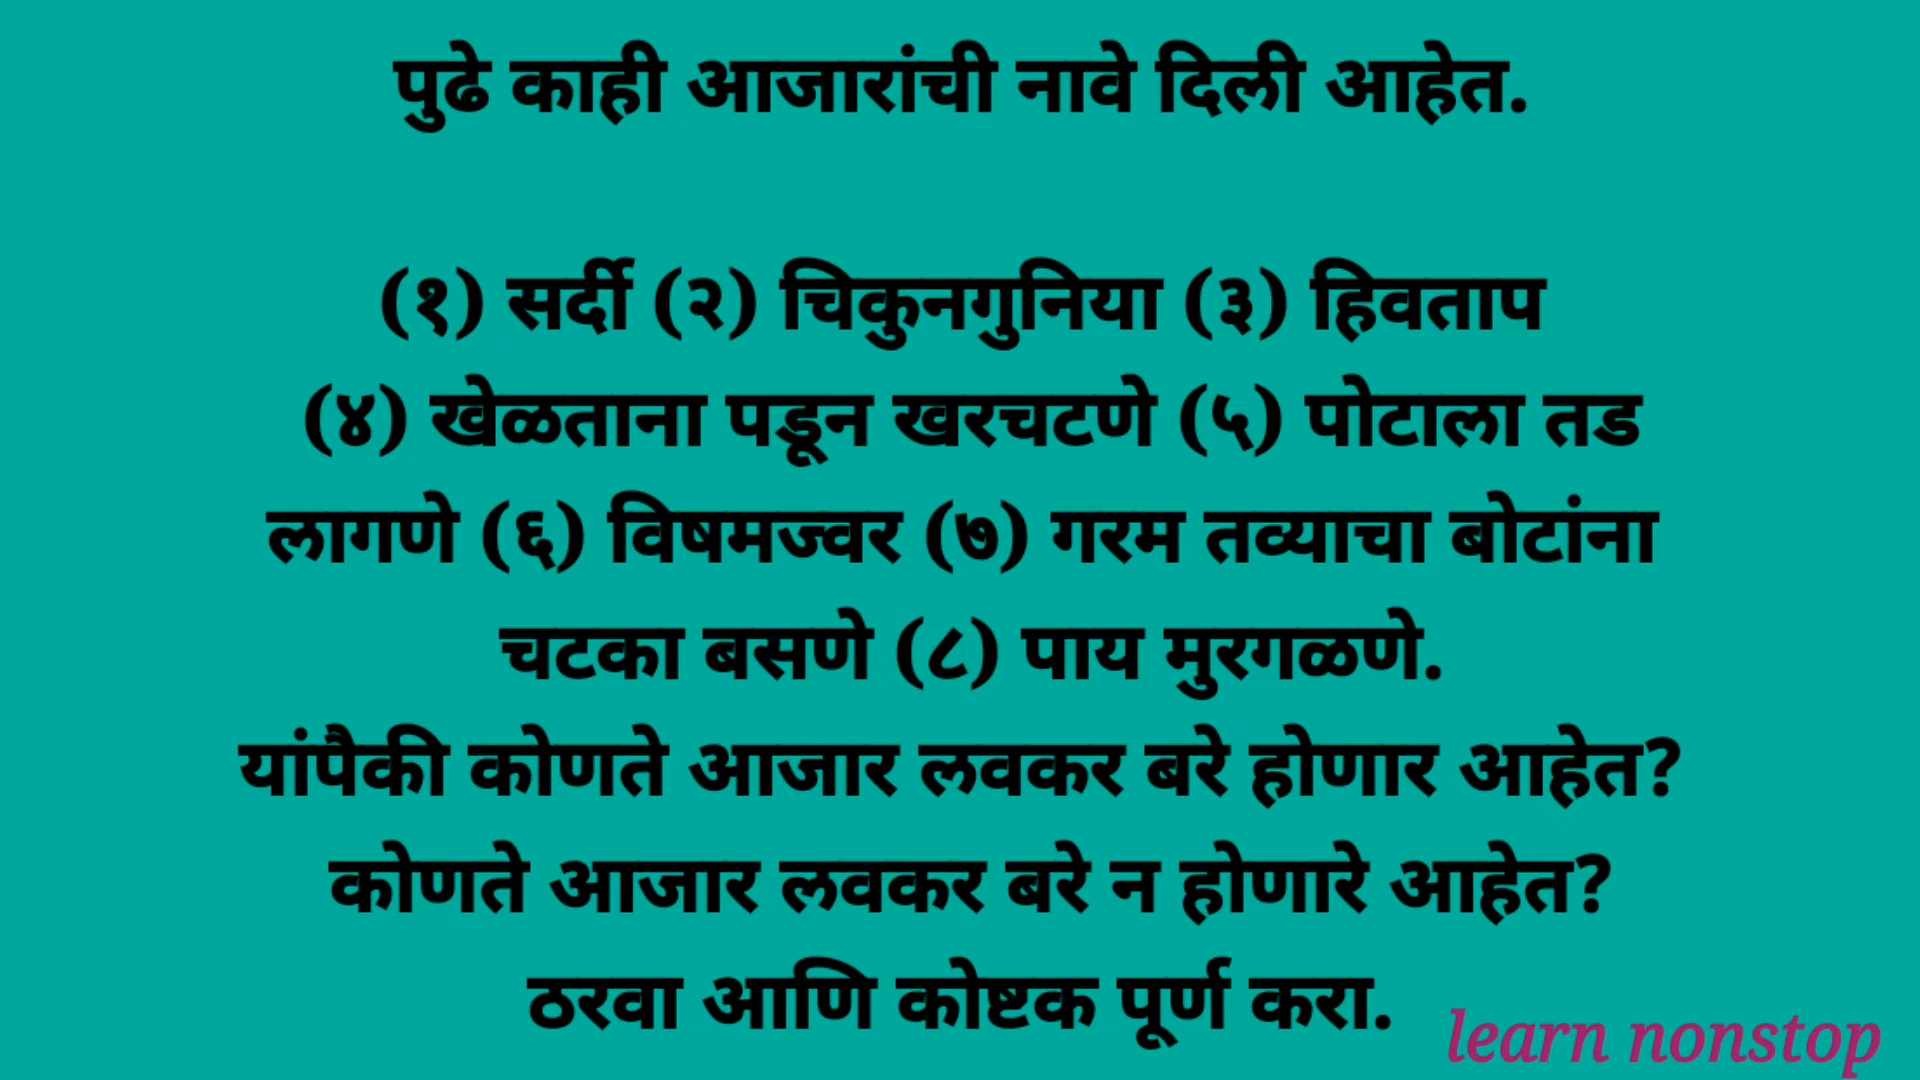 पुढे काही आजारांची नावे दिली आहेत.
(१) सर्दी (२) चिकुनगुनिया (३) हिवताप
(४) खेळताना पडून खरचटणे (५) पोटाला तड
लागणे (६) विषमज्वर (७) गरम तव्याचा बोटांना
चटका बसणे (८) पाय मुरगळणे.
यांपैकी कोणते आजार लवकर बरे होणार आहेत?
कोणते आजार लवकर बरे न होणारे आहेत?
ठरवा आणि कोष्टक पूर्ण करा.
learn nonstop